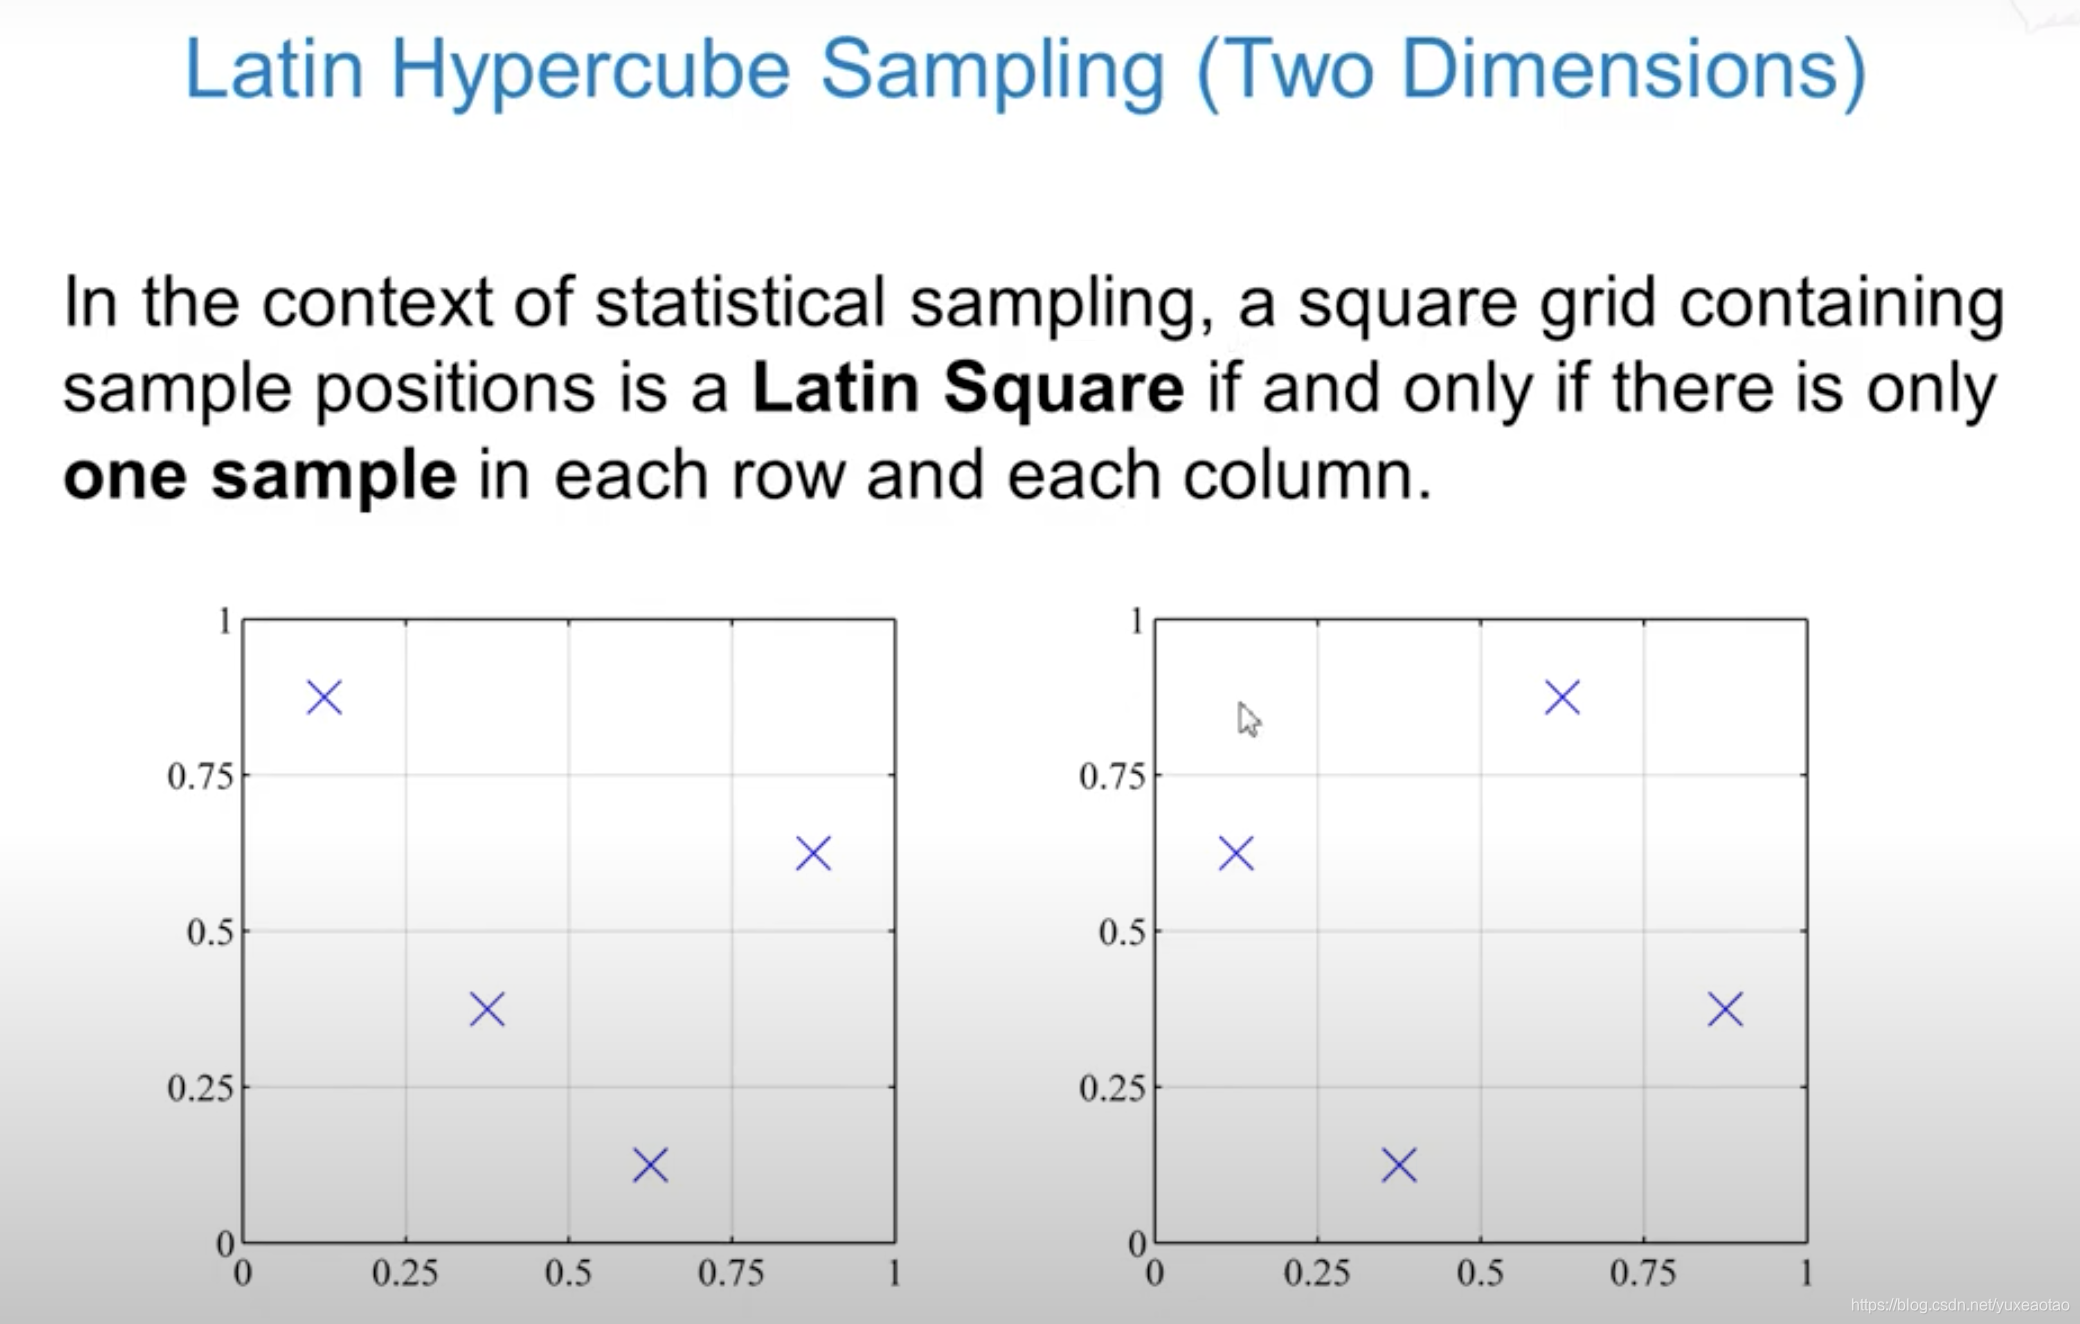 Latin Hypercube Sampling (Two Dimensions)
In the context of statistical sampling, a square grid containing
sample positions is a Latin Square if and only if there is only
one sample in each row and each column.
1
0.75
0.5
0.25
0
0 0.25 0.5 0.75 1
1
0.75
0.5
0.25
0
0 0.25 0.5 0.75 1
https://blog.csdn.net/yuxeaotao